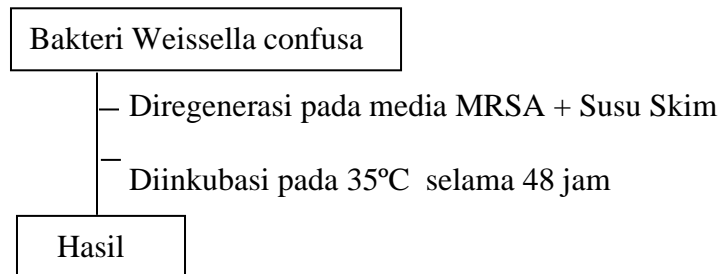 Bakteri Weissella confusa
Diregenerasi pada media MRSA + Susu Skim
Diinkubasi pada 35ºC selama 48 jam
Hasil